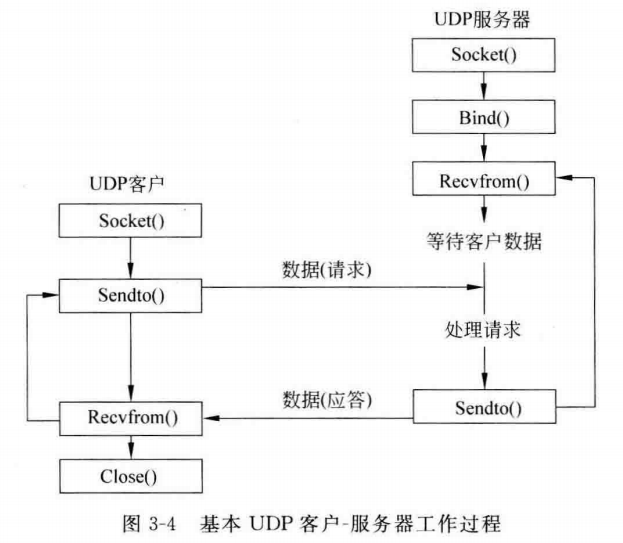 UDP服务器
Socket()
Bind()
Recvfrom()
等待客户数据
处理请求
Sendto()
UDP客户
Socket()
Sendto()
数据(请求)
Recvfrom()
数据(应答)
Close()
图 3-4 基本 UDP 客户-服务器工作过程